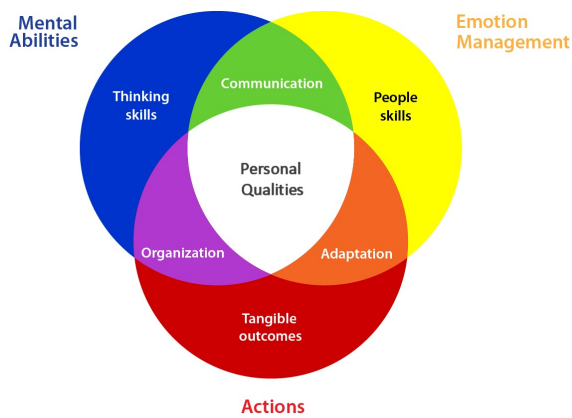 Mental
Abilities
Emotion
Management
Communication
Thinking
skills
People
skills
Personal
Qualities
Organization
Adaptation
Tangible
outcomes
Actions